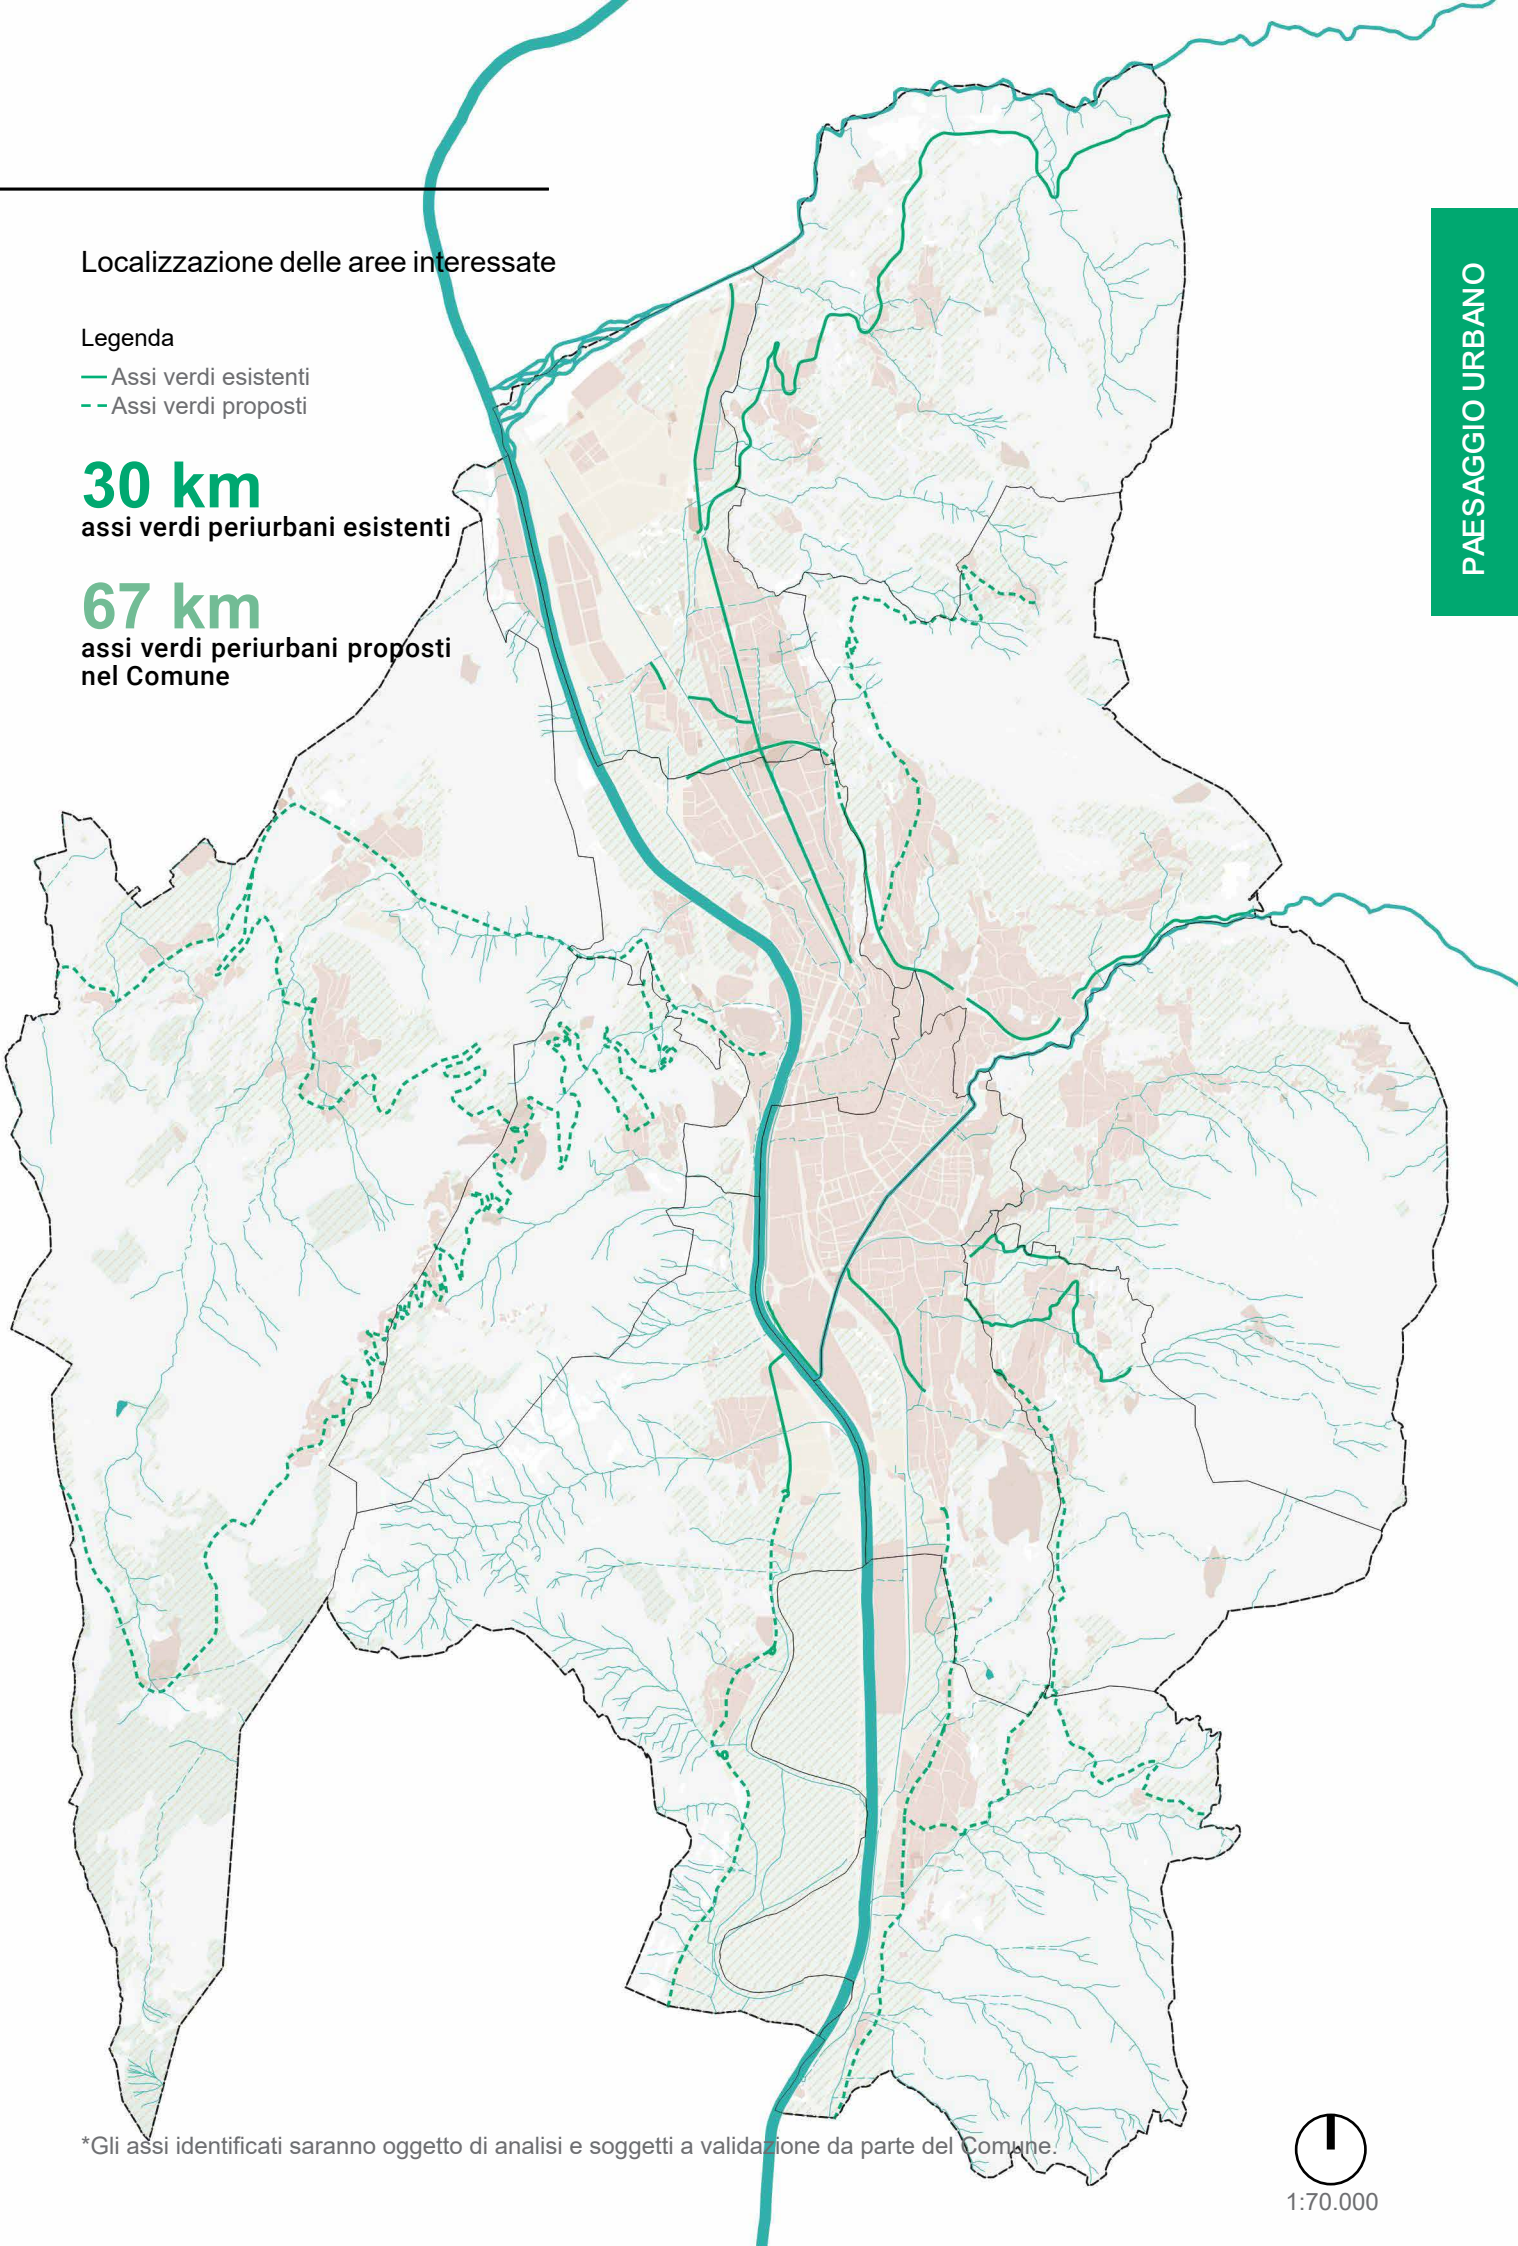 Localizzazione delle aree interessate
Legenda
Assi verdi esistenti
Assi verdi proposti
30 km
assi verdi periurbani esistenti
67 km
assi verdi periurbani proposti
nel Comune
PAESAGGIO URBANO
*Gli assi identificati saranno oggetto di analisi e soggetti a validazione da parte del Comune.
1:70.000